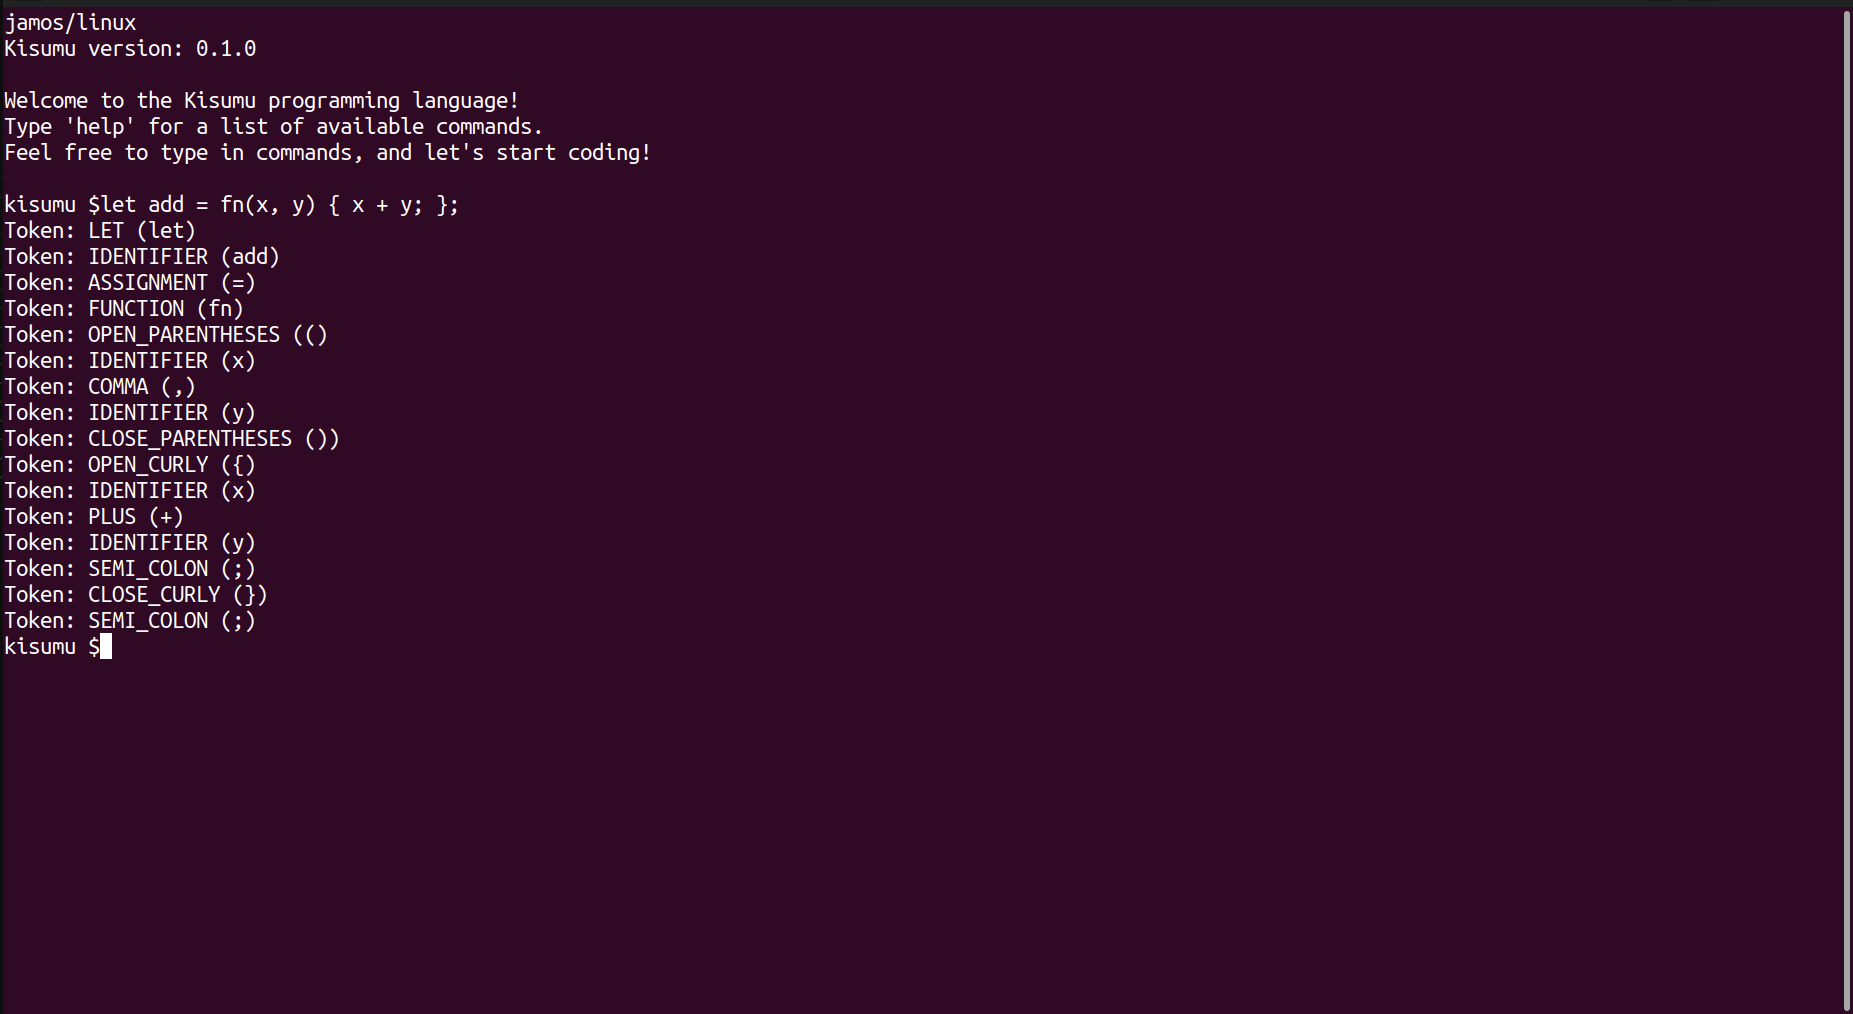 jamos/linux
Kisumu version: 0.1.0
Welcome to the Kisumu programming language!
Type 'help' for a list of available commands.
Feel free to type in commands, and let's start coding!
kisumu $let add = fn(x, y) { x + y; };
Token: LET (let)
Token: IDENTIFIER (add)
Token: ASSIGNMENT (=)
Token: FUNCTION (fn)
Token: OPEN_PARENTHESES (()
Token: IDENTIFIER (x)
Token: COMMA (,)
Token: IDENTIFIER (y)
Token: CLOSE_PARENTHESES ())
Token: OPEN_CURLY ({)
Token: IDENTIFIER (x)
Token: PLUS (+)
Token: IDENTIFIER (y)
Token: SEMI_COLON (;)
Token: CLOSE_CURLY (})
Token: SEMI_COLON (;)
kisumu $